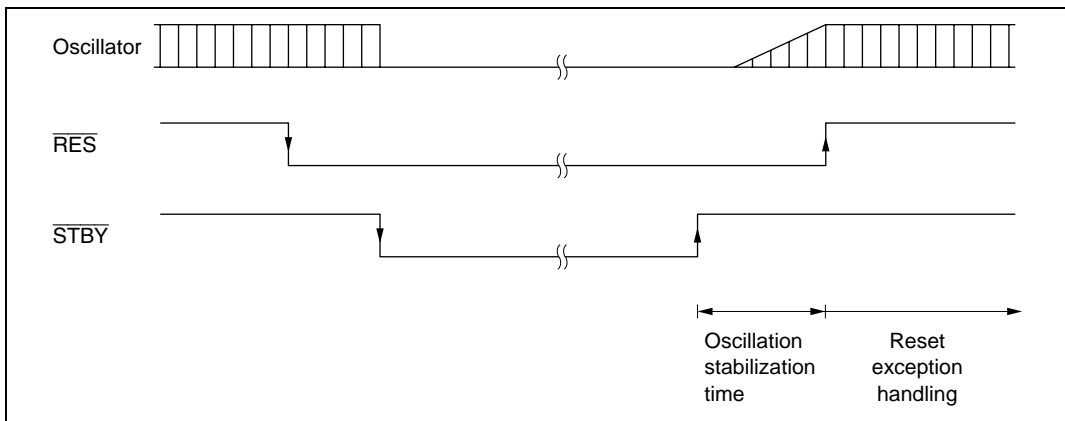 Oscillator
RES
STBY
Oscillation
stabilization
time
Reset
exception
handling